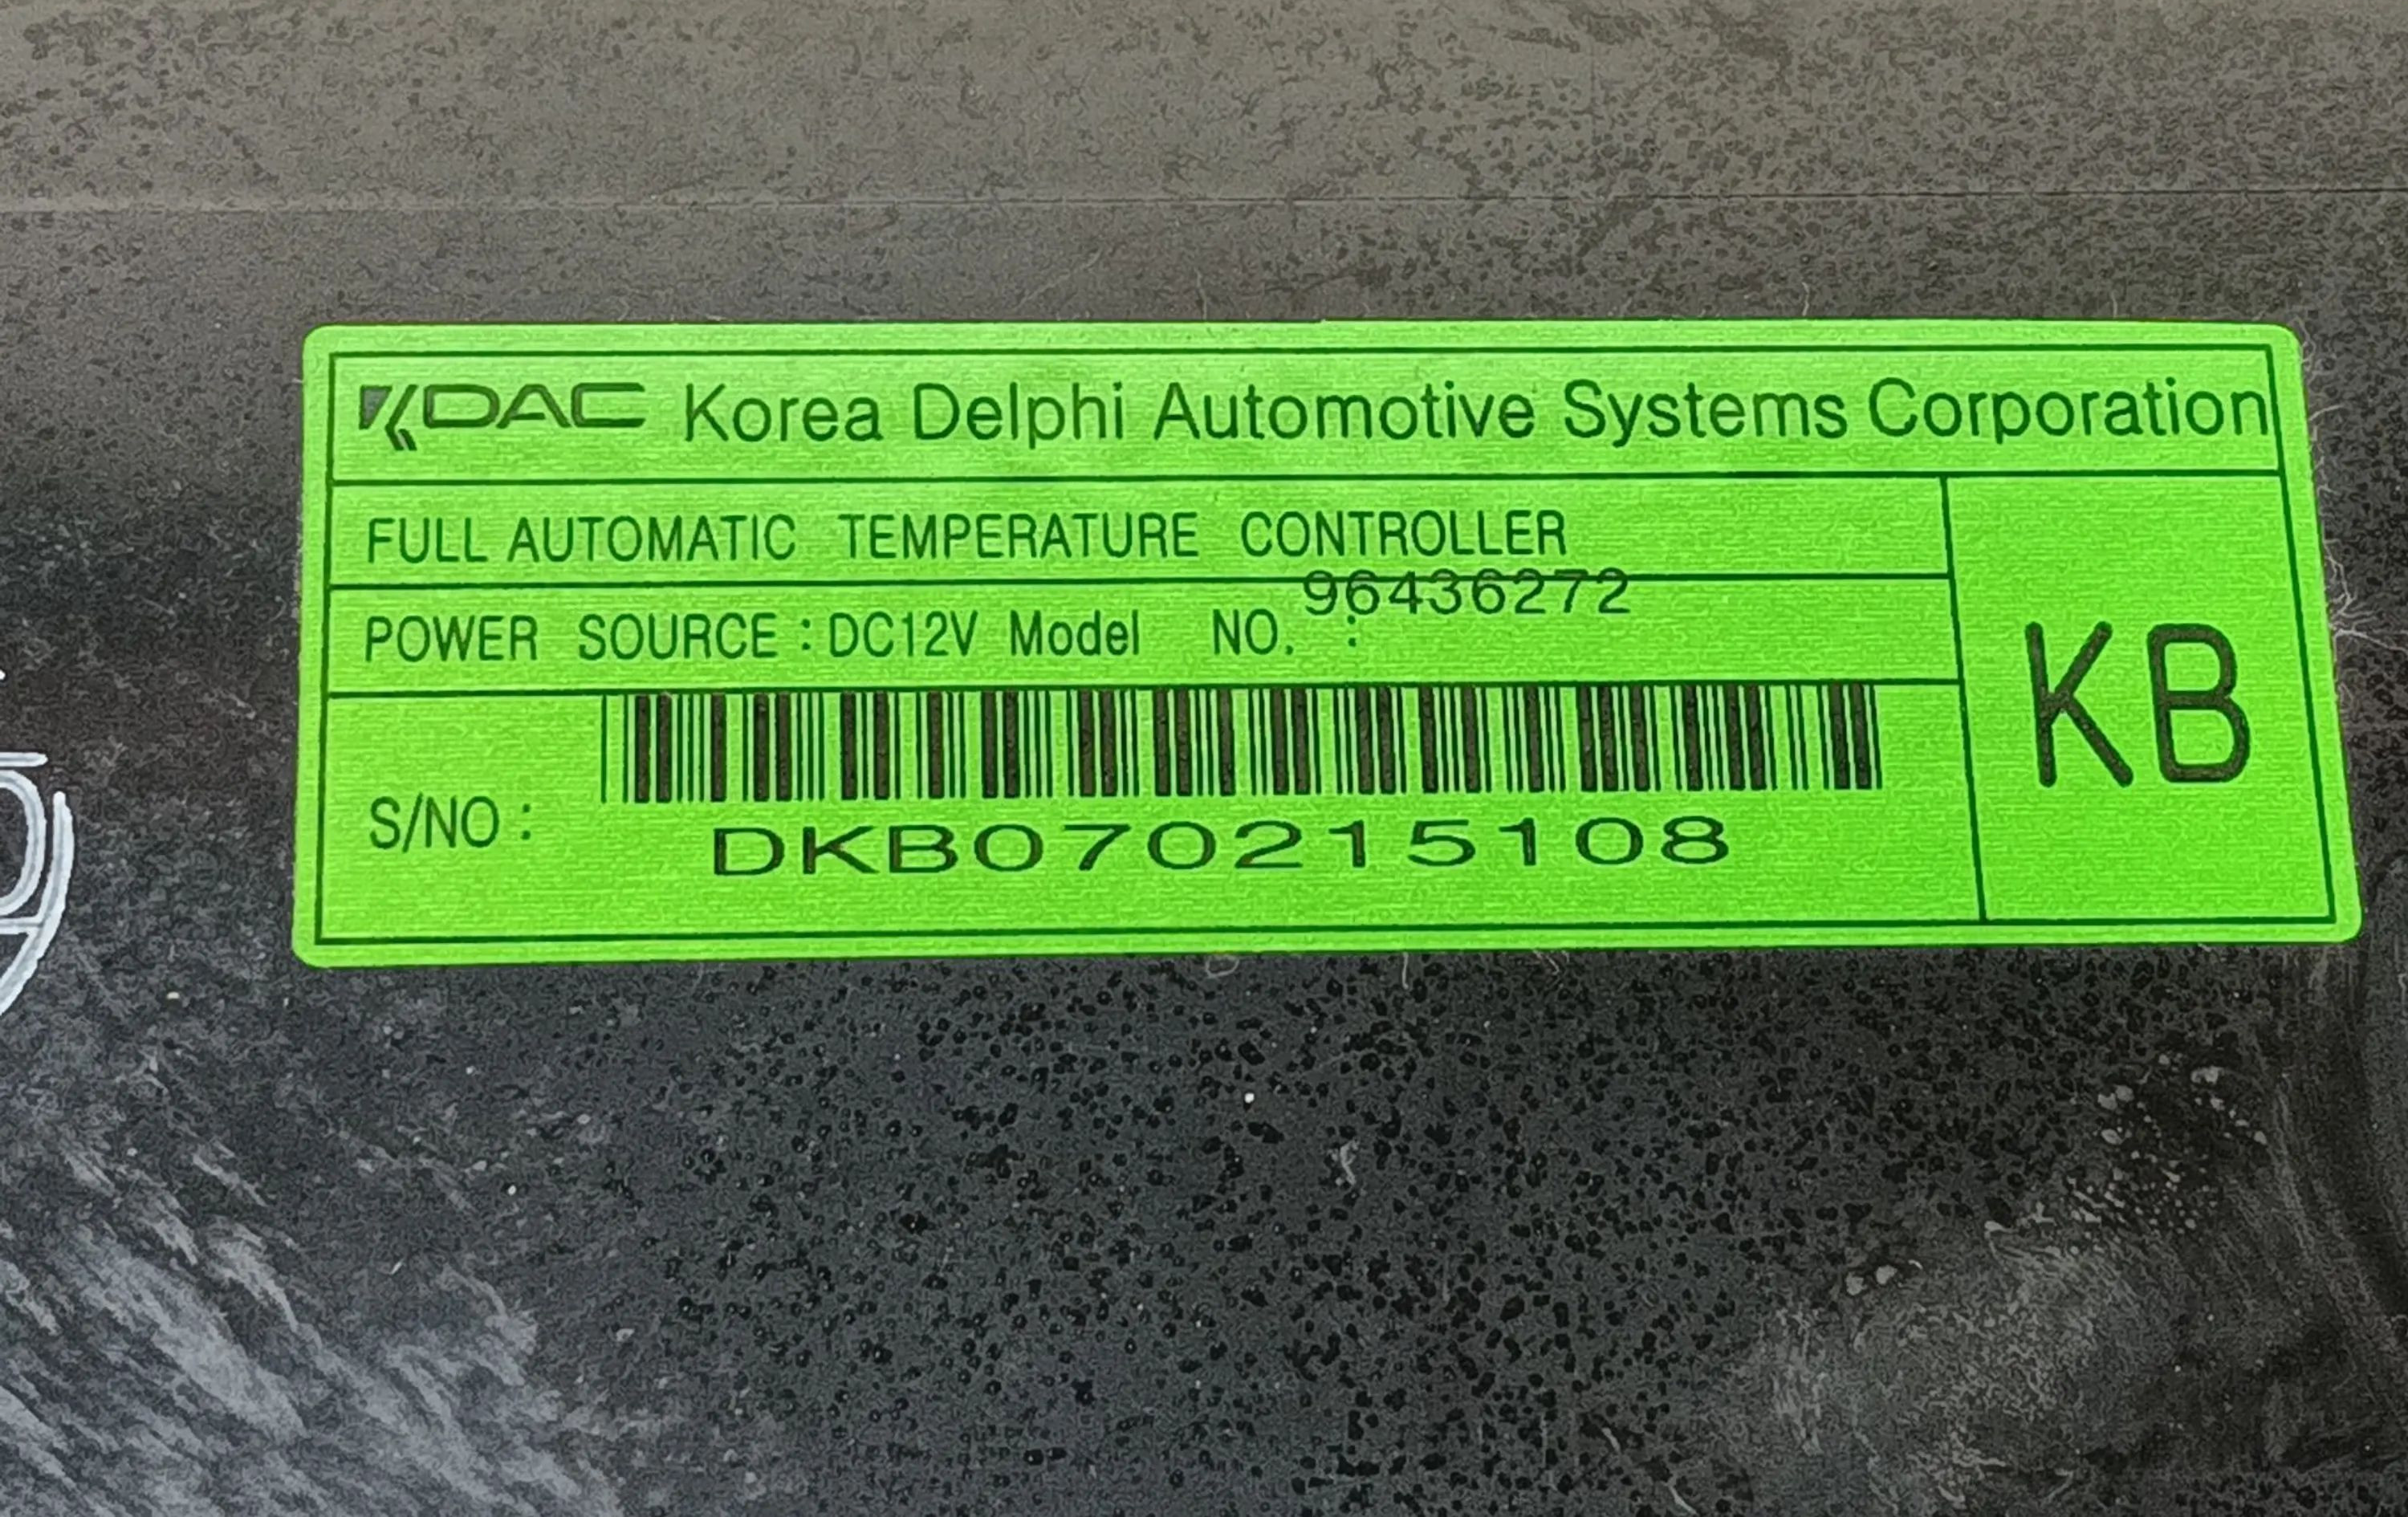 KDAC Korea Delphi Automotive Systems Corporation
FULL AUTOMATIC TEMPERATURE CONTROLLER
POWER SOURCE : DC12V Model NO. : 96436272
KB
S/NO : DKB070215108